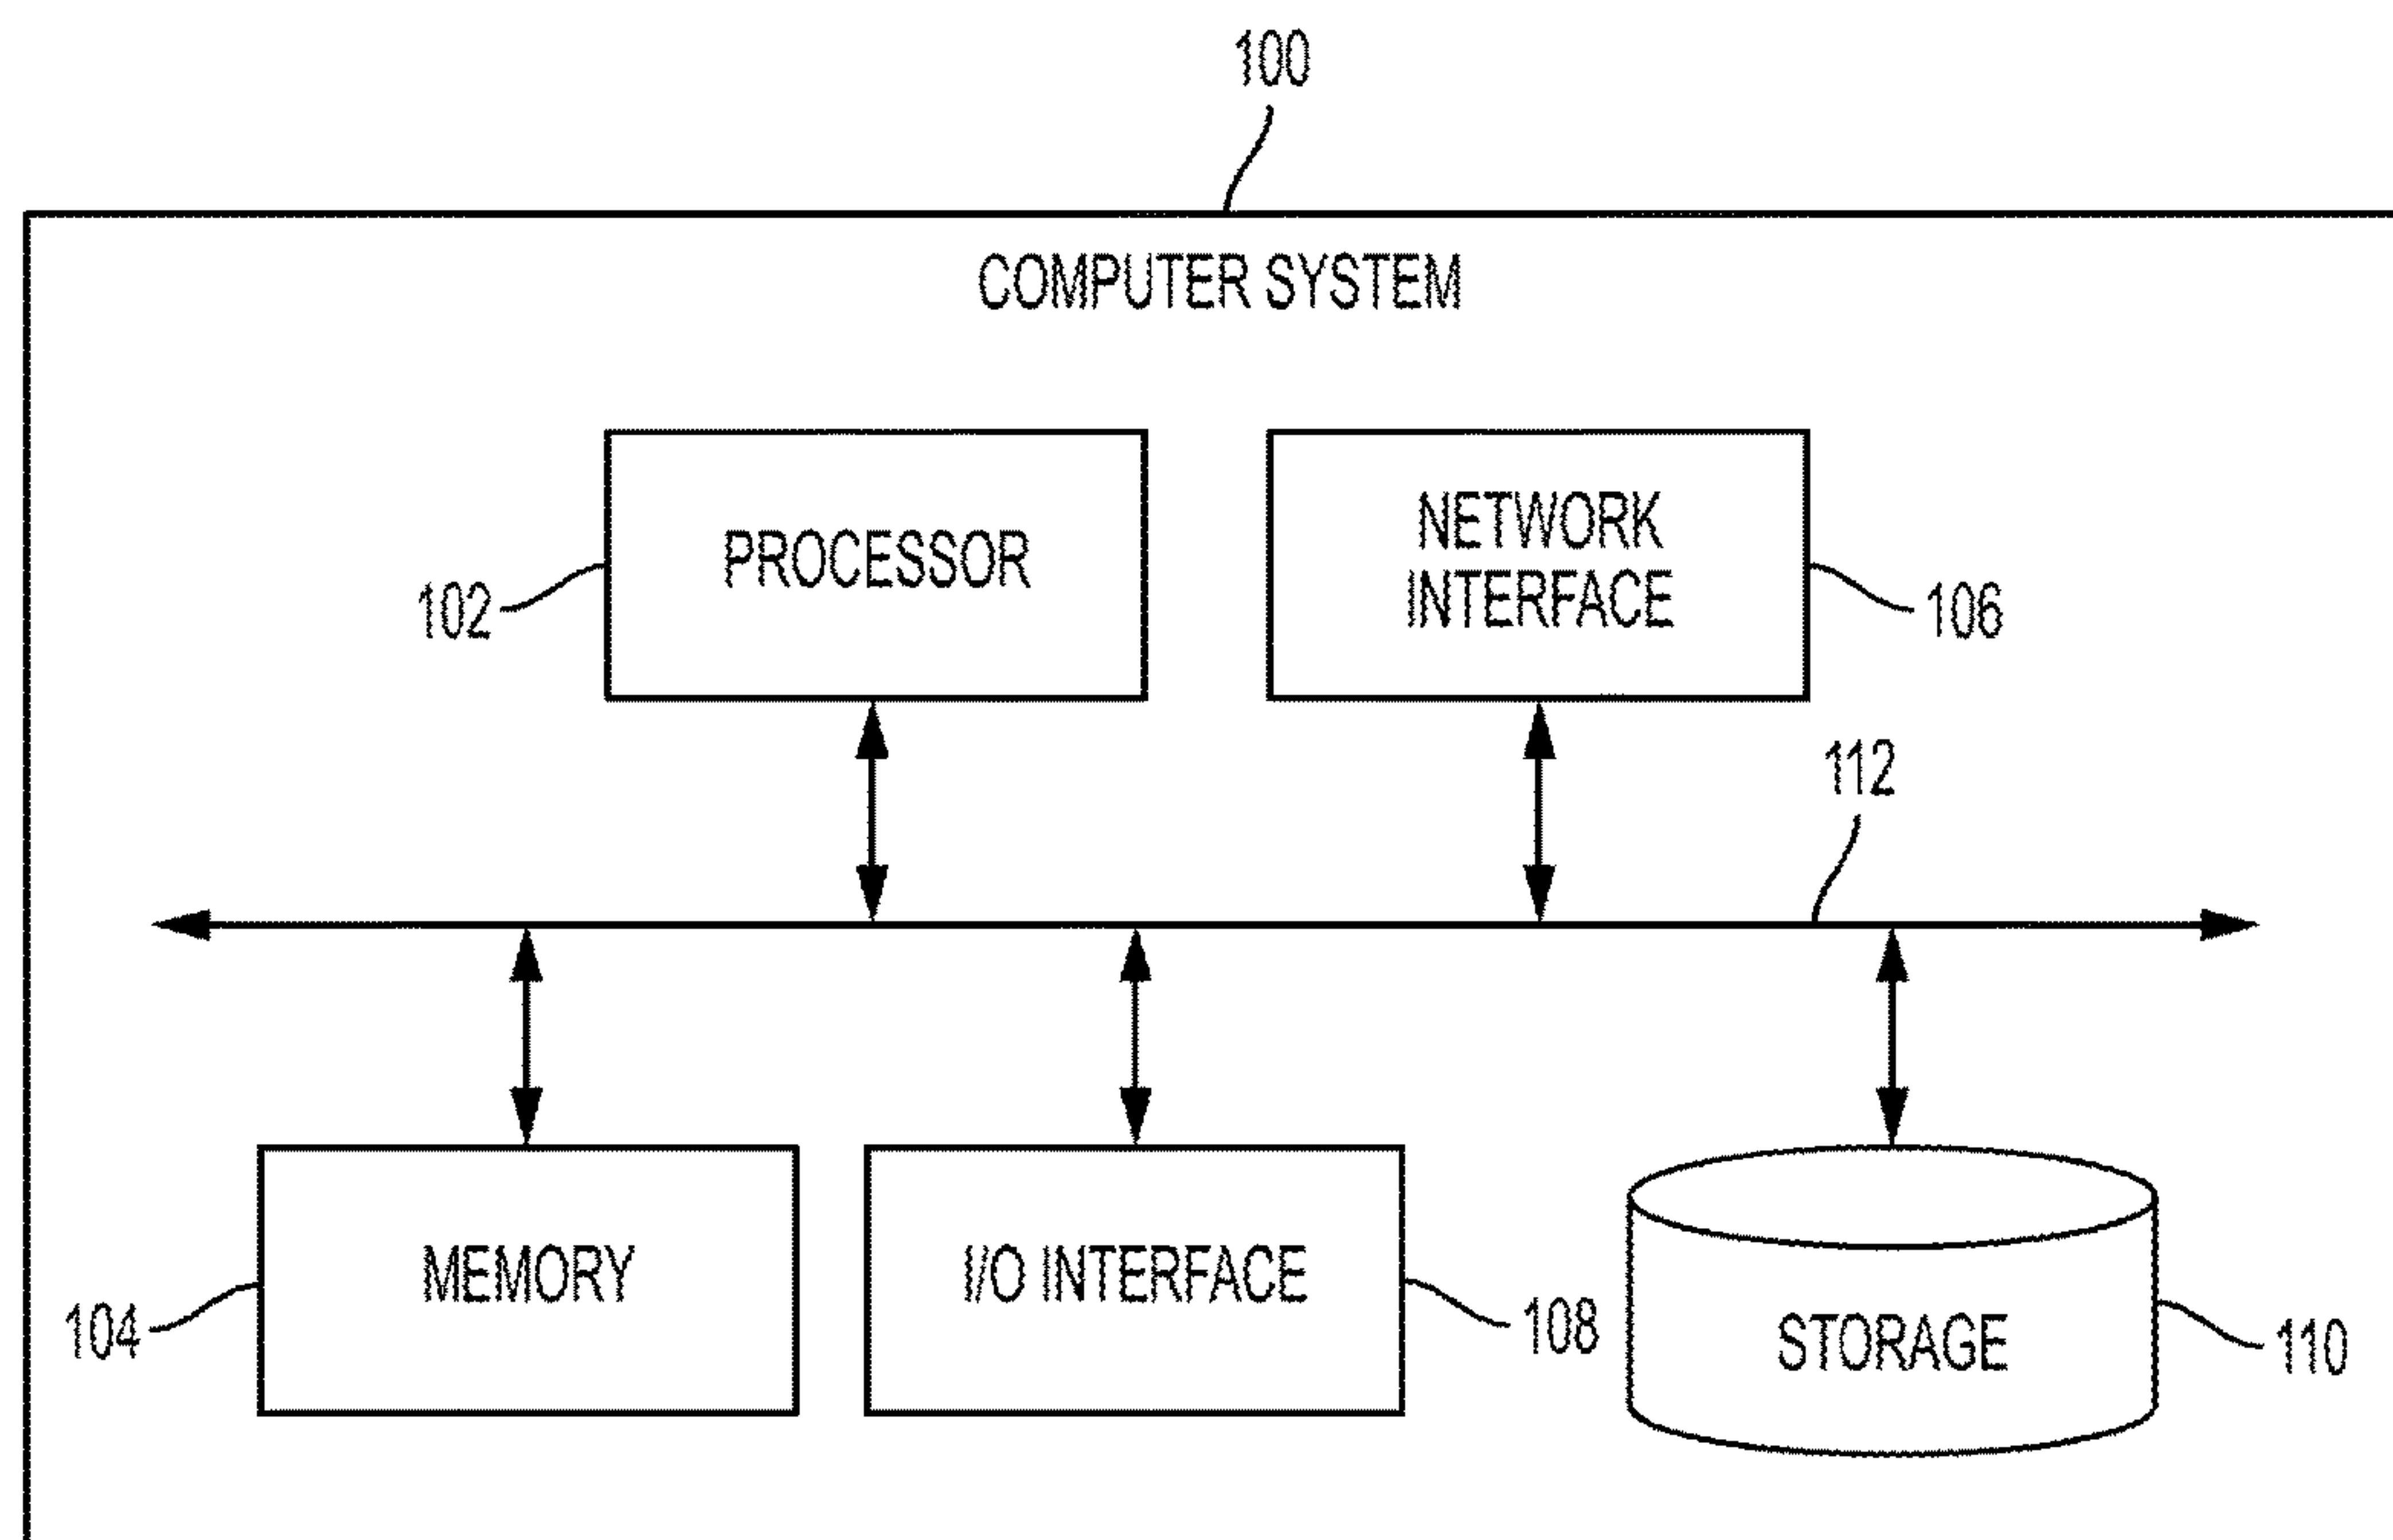 100
COMPUTER SYSTEM
PROCESSOR
NETWORK
INTERFACE
102
106
112
MEMORY
I/O INTERFACE
STORAGE
104
108
110